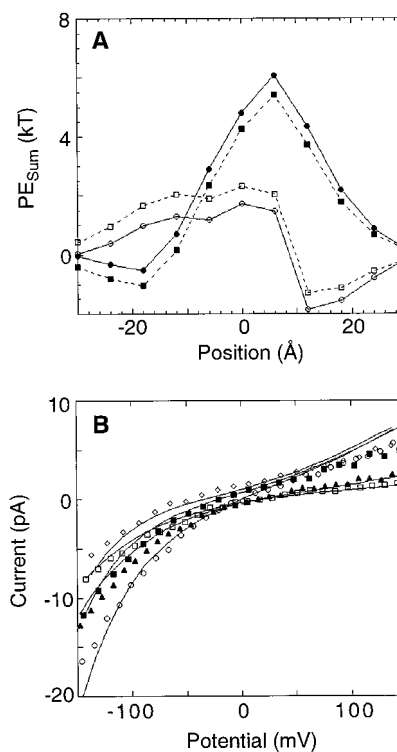 A
PE_Sum (kT)
8
4
0
-20
0
20
Position (Å)
B
Current (pA)
10
0
-10
-20
-100
0
100
Potential (mV)